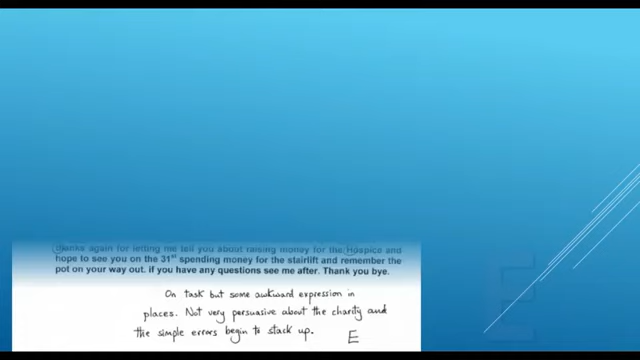 thanks again for letting me tell you about raising money for the Hospice and
hope to see you on the 31st spending money for the stairlift and remember the
pot on your way out. if you have any questions see me after. Thank you bye.
On task but some awkward expression in
places. Not very persuasive about the charity and
the simple errors begin to stack up.
E
E